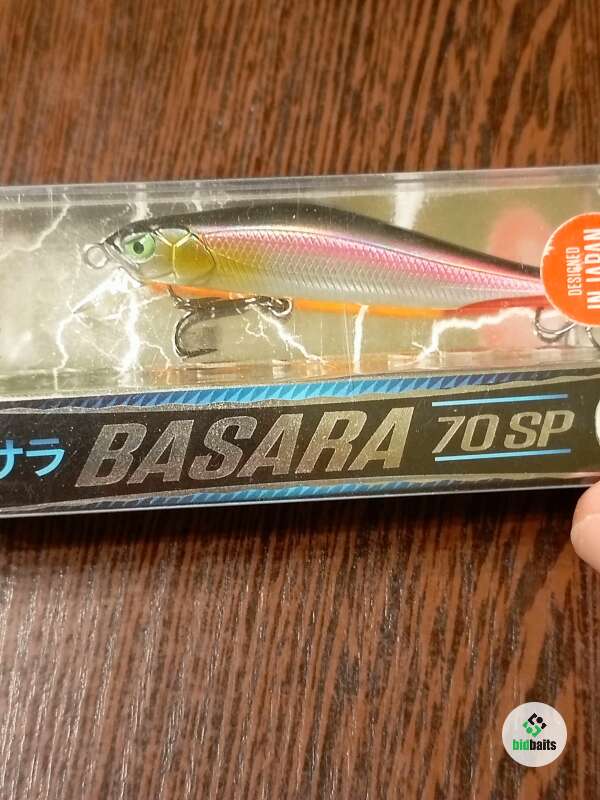 DESIGNED
IN JAPAN
サラ BASARA 70 SP
bidbaits